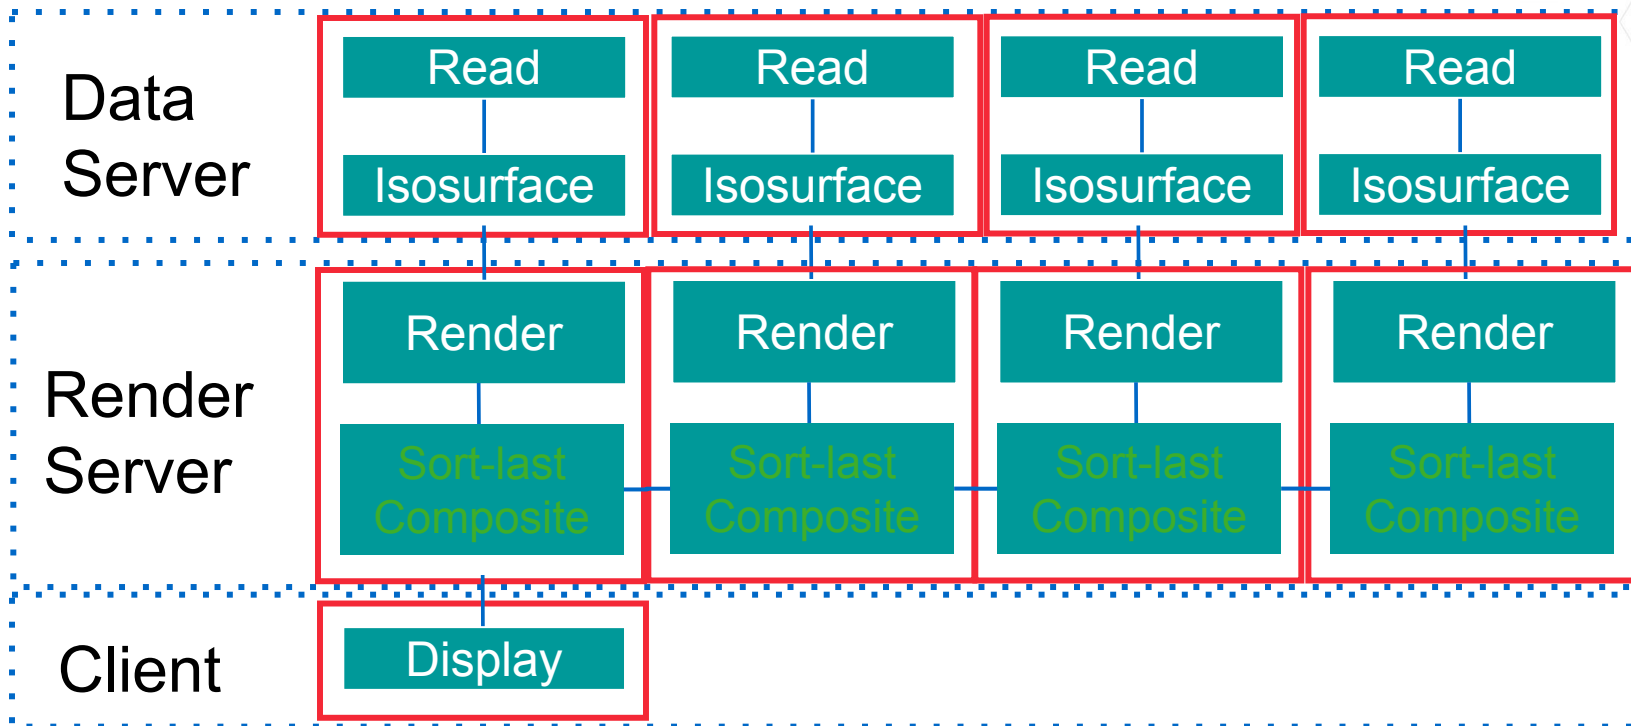 Data
Server
Read
Read
Read
Read
Isosurface
Isosurface
Isosurface
Isosurface
Render
Server
Render
Render
Render
Render
Sort-last
Composite
Sort-last
Composite
Sort-last
Composite
Sort-last
Composite
Client
Display